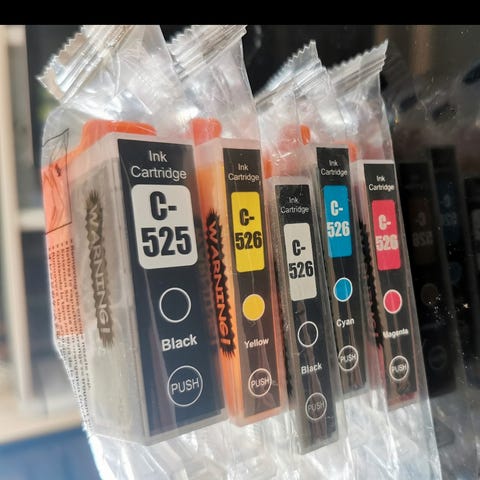 Ink
Cartridge
C-
525
Black
PUSH
WARNING!
Ink
Cartridge
C-
526
Yellow
PUSH
WARNING!
Ink
Cartridge
C-
526
Black
PUSH
Ink
Cartridge
C-
526
Cyan
PUSH
Ink
Cartridge
C-
526
Magenta
PUSH